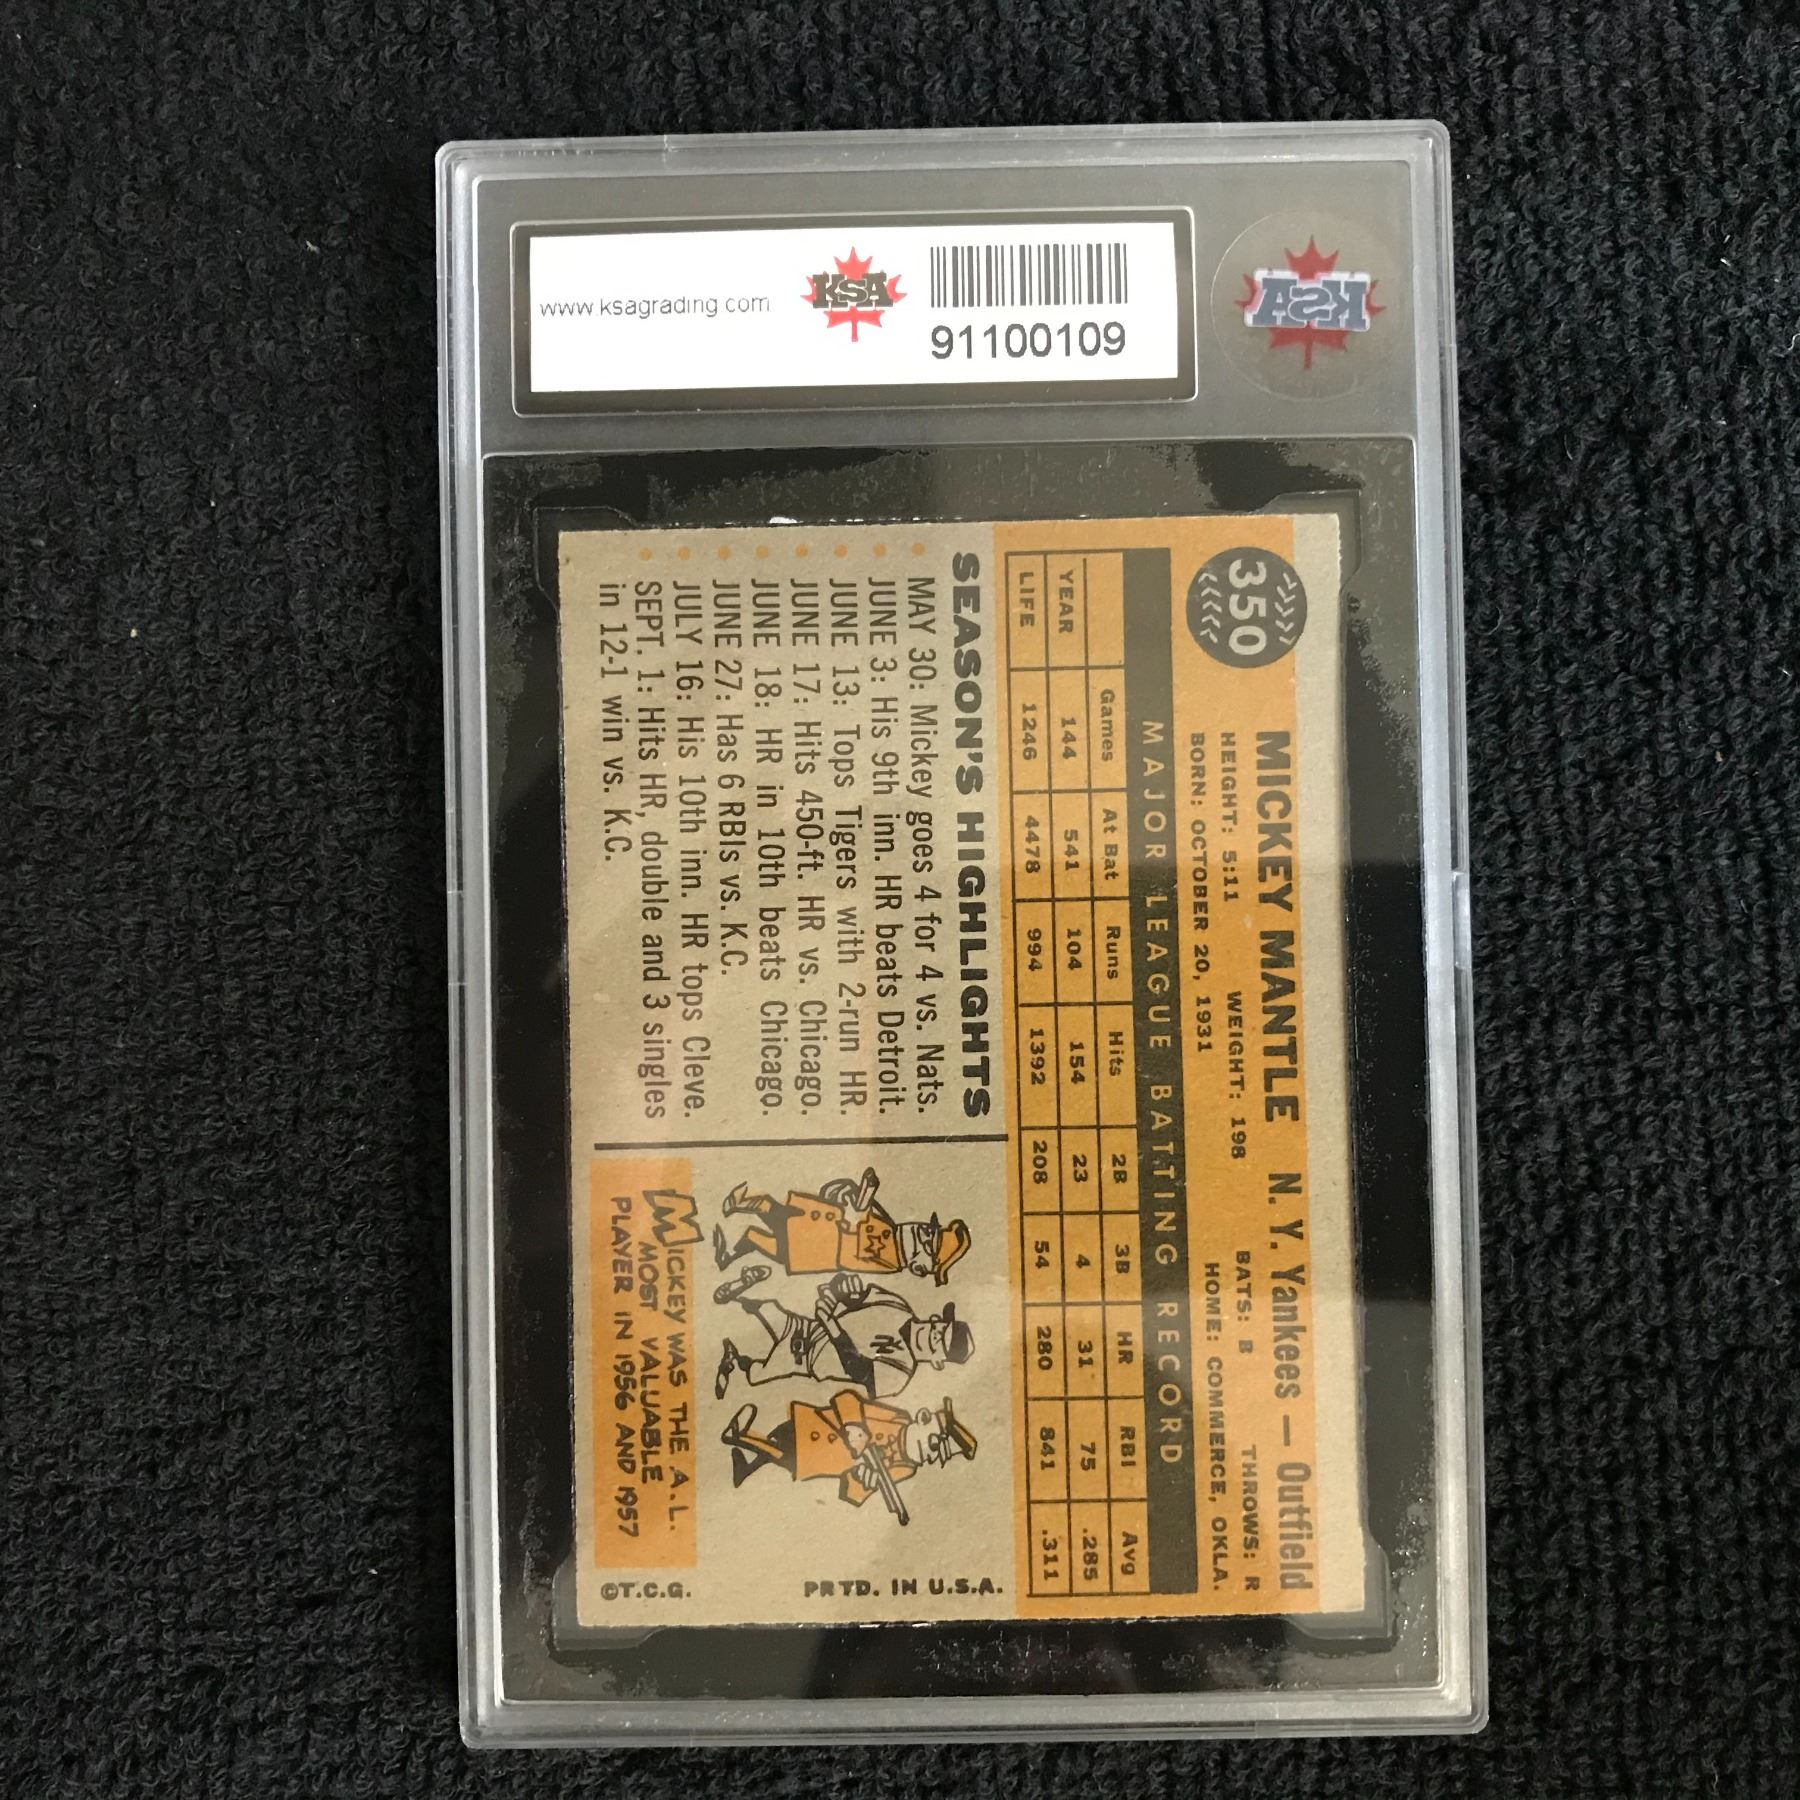 www.ksagrading.com
KSA
91100109
KSA
350
MICKEY MANTLE N. Y. Yankees — Outfield
HEIGHT: 5:11 WEIGHT: 198 BATS: B THROWS: R
BORN: OCTOBER 20, 1931 HOME: COMMERCE, OKLA.
MAJOR LEAGUE BATTING RECORD
Games At Bat Runs Hits 2B 3B HR RBI Avg
YEAR 144 541 104 154 23 4 31 75 .285
LIFE 1246 4478 994 1392 208 54 280 841 .311
SEASON'S HIGHLIGHTS
MAY 30: Mickey goes 4 for 4 vs. Nats.
JUNE 3: His 9th inn. HR beats Detroit.
JUNE 13: Tops Tigers with 2-run HR.
JUNE 17: Hits 450-ft. HR vs. Chicago.
JUNE 18: HR in 10th beats Chicago.
JUNE 27: Has 6 RBIs vs. K.C.
JULY 16: His 10th inn. HR tops Cleve.
SEPT. 1: Hits HR, double and 3 singles
in 12-1 win vs. K.C.
NY
MICKEY WAS THE A.L.
MOST VALUABLE
PLAYER IN 1956 AND 1957
PRTD. IN U.S.A.
©T.C.G.